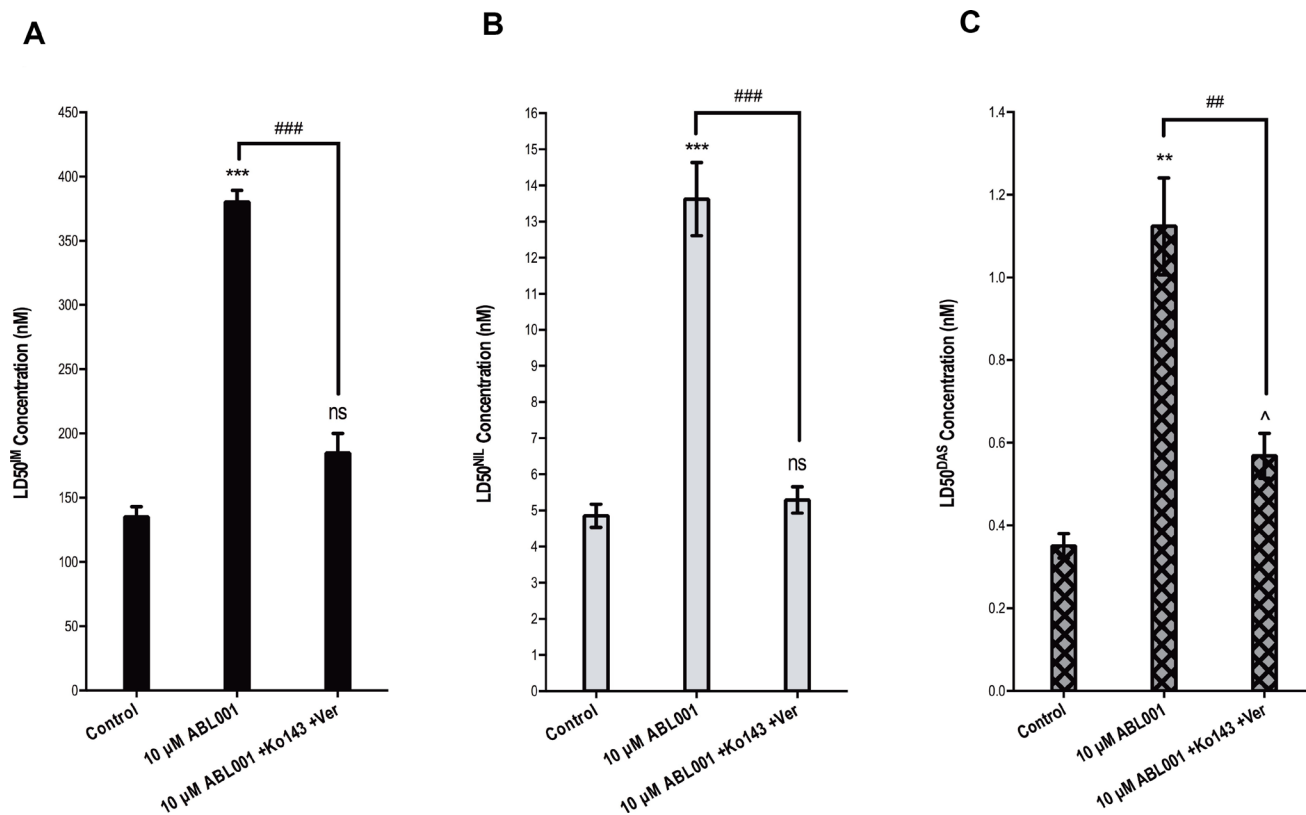 A
450
400
350
300
250
200
150
100
50
0
LD50ᴵᴹ Concentration (nM)
***
###
ns
Control
10 µM ABL001
10 µM ABL001 +Ko143 +Ver
B
16
15
14
13
12
11
10
9
8
7
6
5
4
3
2
1
0
LD50ᴺᴵᴸ Concentration (nM)
***
###
ns
Control
10 µM ABL001
10 µM ABL001 +Ko143 +Ver
C
1.4
1.2
1.0
0.8
0.6
0.4
0.2
0.0
LD50ᴰᴬˢ Concentration (nM)
**
##
^
Control
10 µM ABL001
10 µM ABL001 +Ko143 +Ver